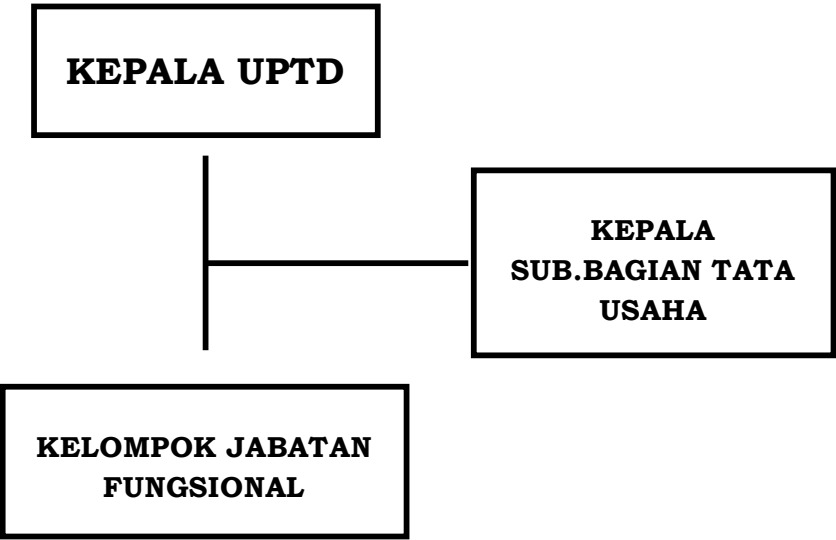 KEPALA UPTD
KEPALA
SUB.BAGIAN TATA
USAHA
KELOMPOK JABATAN
FUNGSIONAL